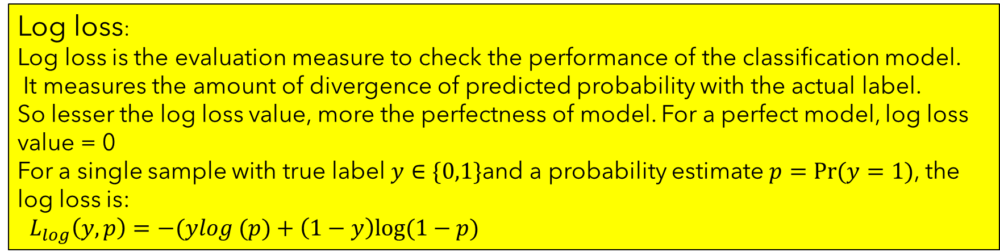 Log loss:
Log loss is the evaluation measure to check the performance of the classification model.
It measures the amount of divergence of predicted probability with the actual label.
So lesser the log loss value, more the perfectness of model. For a perfect model, log loss
value = 0
For a single sample with true label y ∈ {0,1}and a probability estimate p = Pr(y = 1), the
log loss is:
L_{log}(y, p) = −(ylog (p) + (1 − y)log(1 − p)